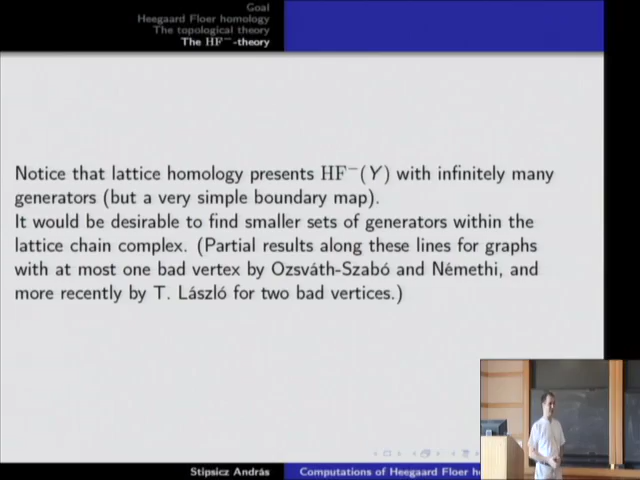 Goal
Heegaard Floer homology
The topological theory
The HF⁻-theory
Notice that lattice homology presents HF⁻(Y) with infinitely many
generators (but a very simple boundary map).
It would be desirable to find smaller sets of generators within the
lattice chain complex. (Partial results along these lines for graphs
with at most one bad vertex by Ozsváth-Szabó and Némethi, and
more recently by T. László for two bad vertices.)
Stipsicz András
Computations of Heegaard Floer h